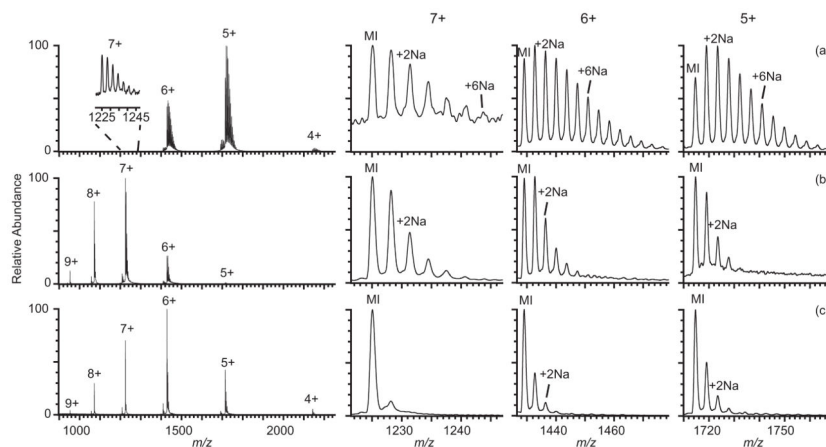 7+ 6+ 5+
100 7+ 5+ MI +2Na +6Na MI +2Na +6Na MI +2Na +6Na (a
50 6+
1225 1245
0 4+
100 7+ MI +2Na MI +2Na MI +2Na (b
8+
50
9+ 6+ 5+
0
Relative Abundance
100 6+ MI MI +2Na MI +2Na (c
7+
50 8+ 5+
9+ 4+
0
1000 1500 2000 1230 1240 1440 1460 1720 1750
m/z m/z m/z m/z